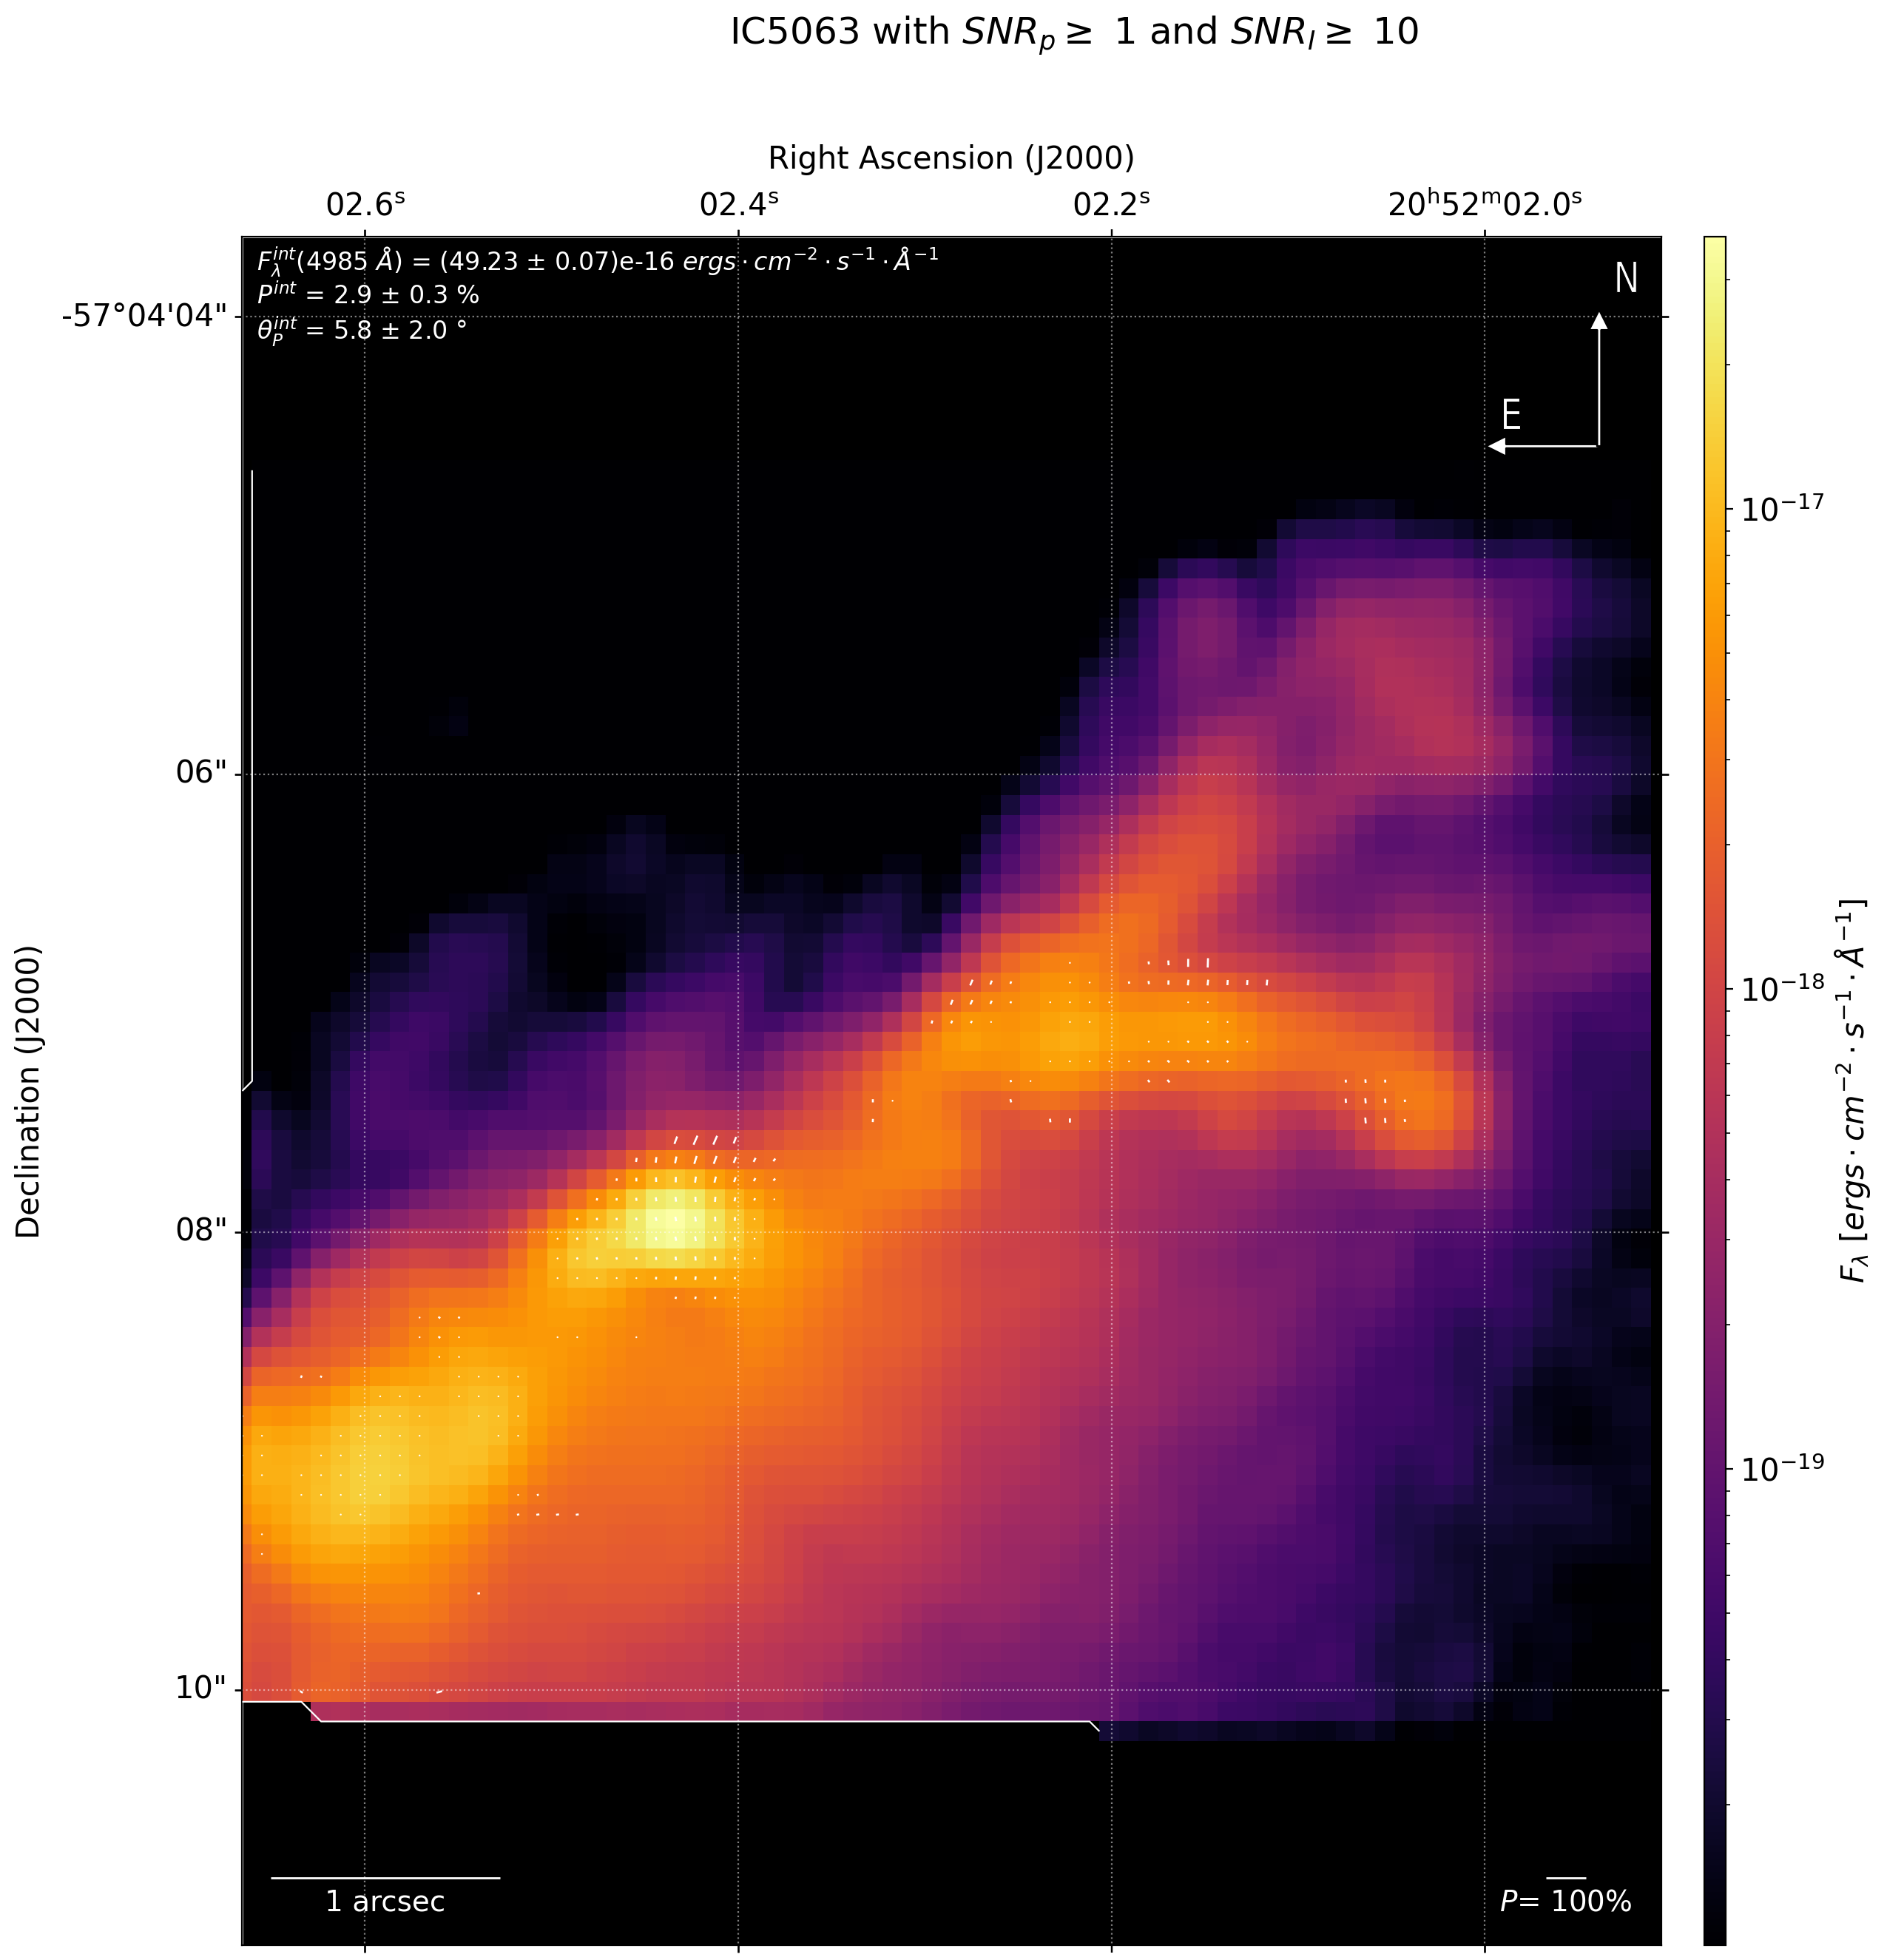 IC5063 with SNR_p ≥ 1 and SNR_I ≥ 10
Right Ascension (J2000)
02.6ˢ 02.4ˢ 02.2ˢ 20ʰ52ᵐ02.0ˢ
F_λ^int(4985 Å) = (49.23 ± 0.07)e-16 ergs · cm⁻² · s⁻¹ · Å⁻¹
P^int = 2.9 ± 0.3 %
θ_P^int = 5.8 ± 2.0 °
N
E
-57°04'04"
06"
08"
10"
Declination (J2000)
10⁻¹⁷
10⁻¹⁸
10⁻¹⁹
F_λ [ergs · cm⁻² · s⁻¹ · Å⁻¹]
1 arcsec
P= 100%